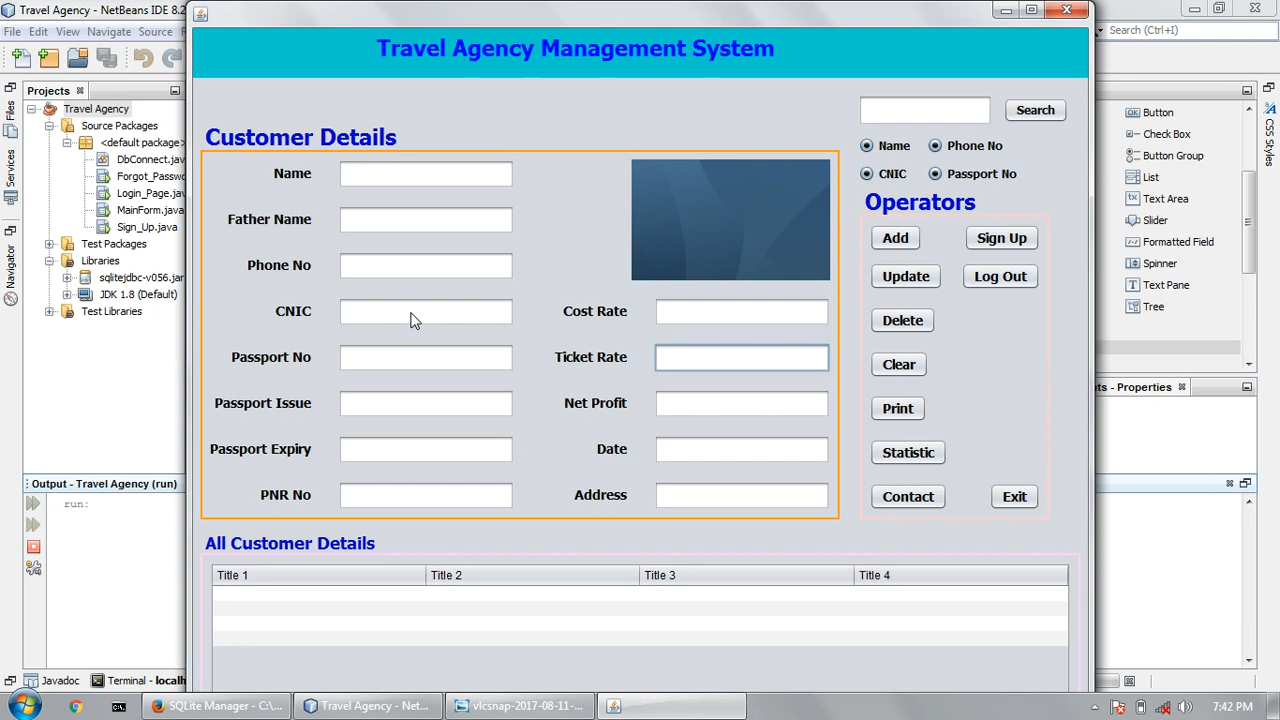 Travel Agency - NetBeans IDE 8.2
File Edit View Navigate Source
Search (Ctrl+I)
Projects
Travel Agency
Source Packages
<default package>
DbConnect.jav
Forgot_Passwo
Login_Page.java
MainForm.java
Sign_Up.java
Test Packages
Libraries
sqlitejdbc-v056.jar
JDK 1.8 (Default)
Test Libraries
Files
Services
Navigator
Output - Travel Agency (run)
run:
Travel Agency Management System
Search
Customer Details
Name Phone No
CNIC Passport No
Name
Father Name
Phone No
CNIC Cost Rate
Passport No Ticket Rate
Passport Issue Net Profit
Passport Expiry Date
PNR No Address
Operators
Add Sign Up
Update Log Out
Delete
Clear
Print
Statistic
Contact Exit
All Customer Details
Title 1 Title 2 Title 3 Title 4
Button
Check Box
Button Group
List
Text Area
Slider
Formatted Field
Spinner
Text Pane
Tree
nts - Properties
CSS Styles
Javadoc Terminal - localh
SQLite Manager - C:\...
Travel Agency - Net...
vlcsnap-2017-08-11-...
7:42 PM